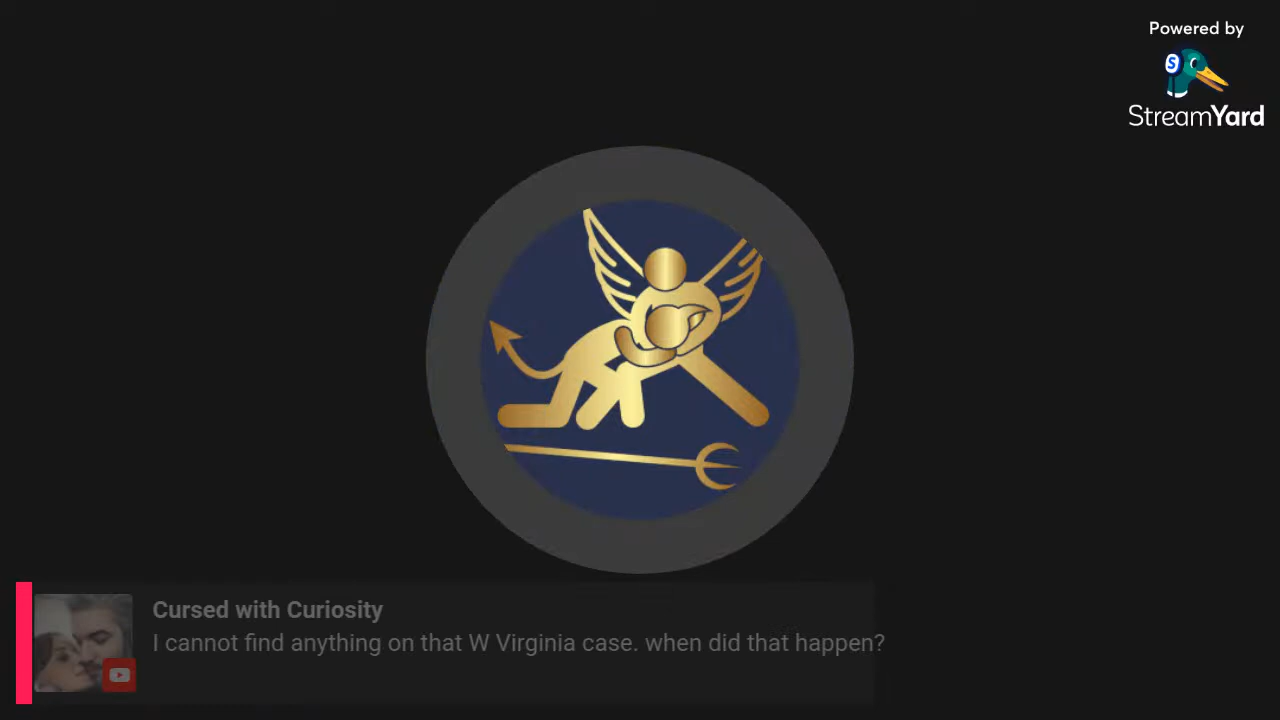 Powered by
S
StreamYard
Cursed with Curiosity
I cannot find anything on that W Virginia case. when did that happen?